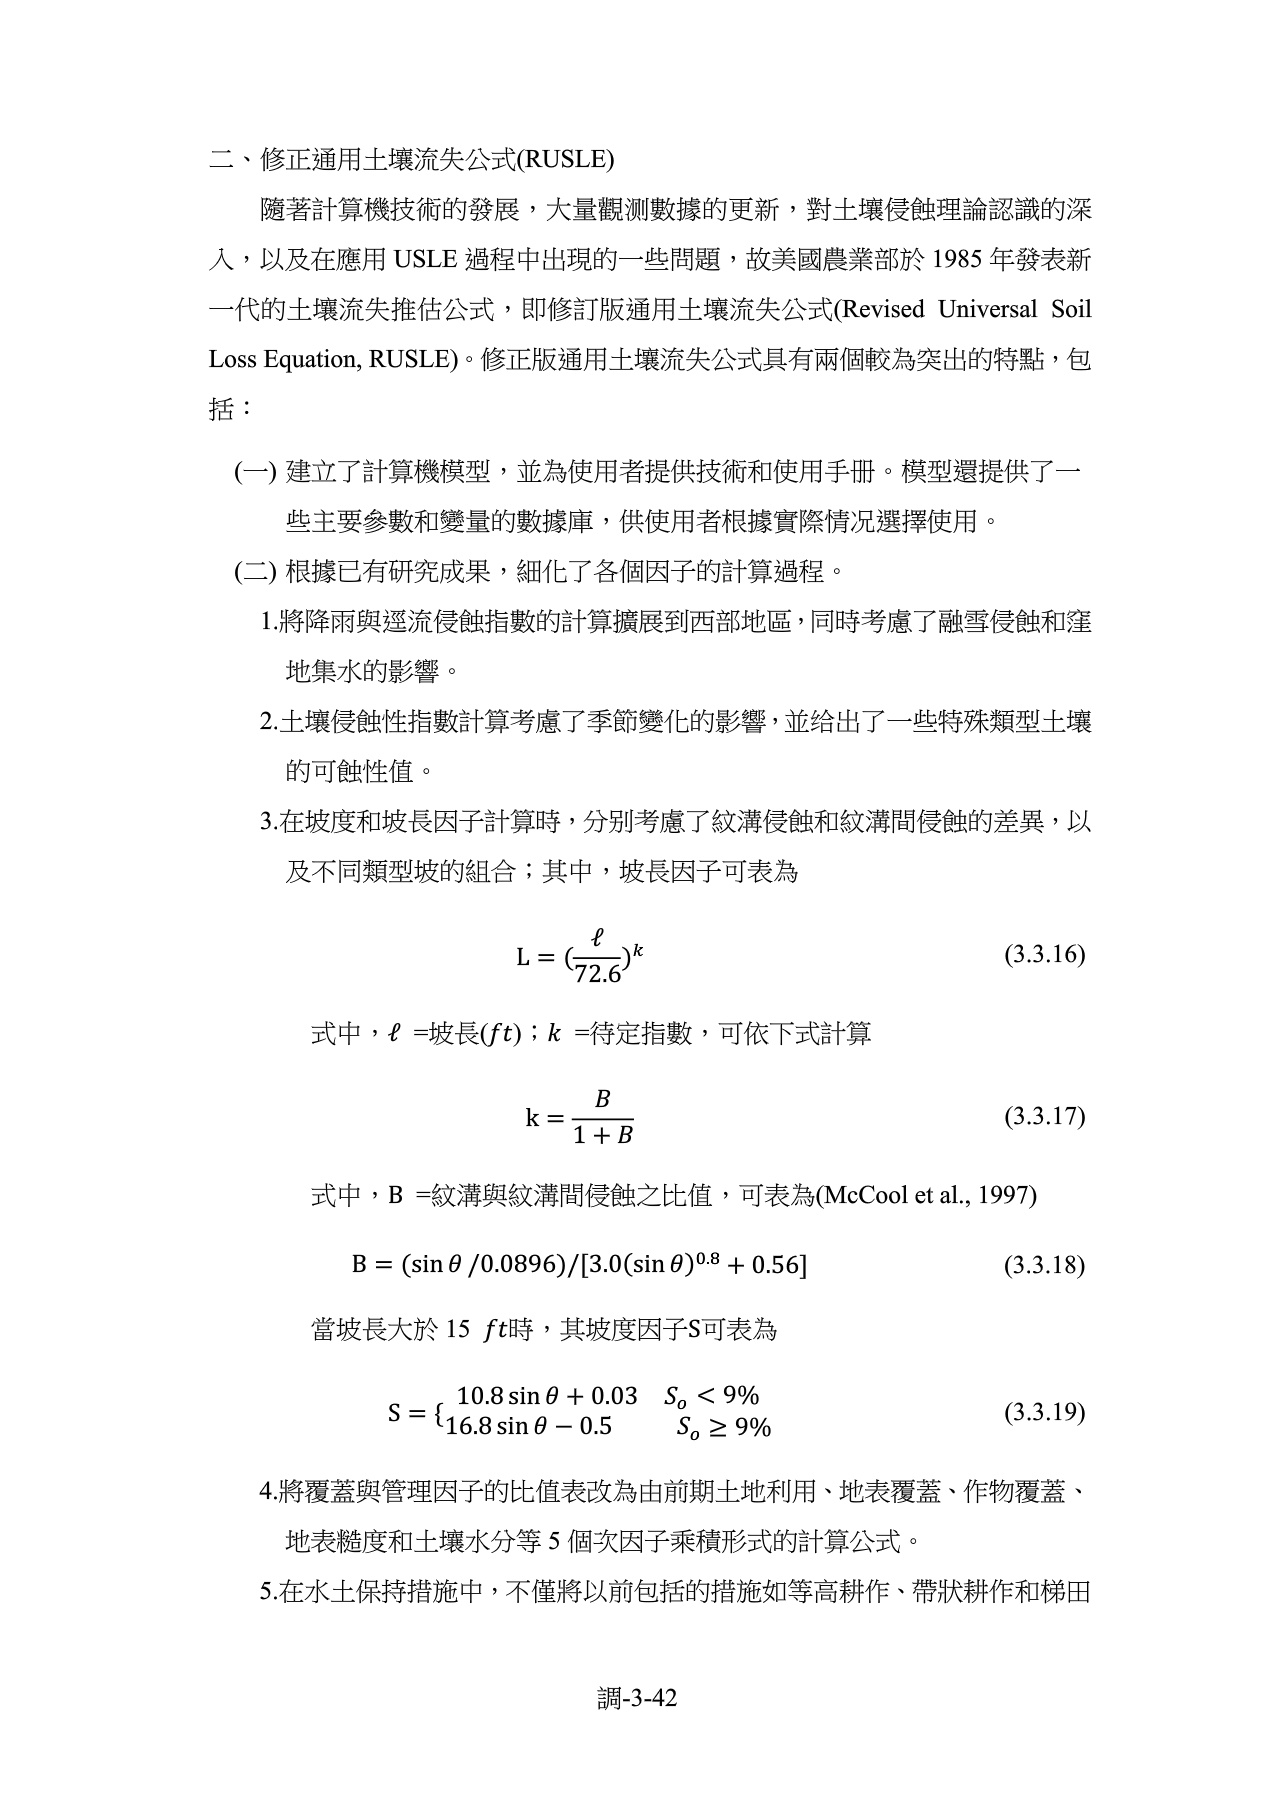 二、修正通用土壤流失公式(RUSLE)
隨著計算機技術的發展，大量觀測數據的更新，對土壤侵蝕理論認識的深
入，以及在應用 USLE 過程中出現的一些問題，故美國農業部於 1985 年發表新
一代的土壤流失推估公式，即修訂版通用土壤流失公式(Revised Universal Soil
Loss Equation, RUSLE)。修正版通用土壤流失公式具有兩個較為突出的特點，包
括：
(一) 建立了計算機模型，並為使用者提供技術和使用手冊。模型還提供了一
些主要參數和變量的數據庫，供使用者根據實際情況選擇使用。
(二) 根據已有研究成果，細化了各個因子的計算過程。
1.將降雨與逕流侵蝕指數的計算擴展到西部地區，同時考慮了融雪侵蝕和窪
地集水的影響。
2.土壤侵蝕性指數計算考慮了季節變化的影響，並给出了一些特殊類型土壤
的可蝕性值。
3.在坡度和坡長因子計算時，分別考慮了紋溝侵蝕和紋溝間侵蝕的差異，以
及不同類型坡的組合；其中，坡長因子可表為
L = (ℓ/72.6)^k (3.3.16)
式中，ℓ =坡長(ft)；k =待定指數，可依下式計算
k = B/(1 + B) (3.3.17)
式中，B =紋溝與紋溝間侵蝕之比值，可表為(McCool et al., 1997)
B = (sin θ /0.0896)/[3.0(sin θ)^0.8 + 0.56] (3.3.18)
當坡長大於 15 ft時，其坡度因子S可表為
S = { 10.8 sin θ + 0.03 S_o < 9%
16.8 sin θ − 0.5 S_o ≥ 9% (3.3.19)
4.將覆蓋與管理因子的比值表改為由前期土地利用、地表覆蓋、作物覆蓋、
地表糙度和土壤水分等 5 個次因子乘積形式的計算公式。
5.在水土保持措施中，不僅將以前包括的措施如等高耕作、帶狀耕作和梯田
調-3-42